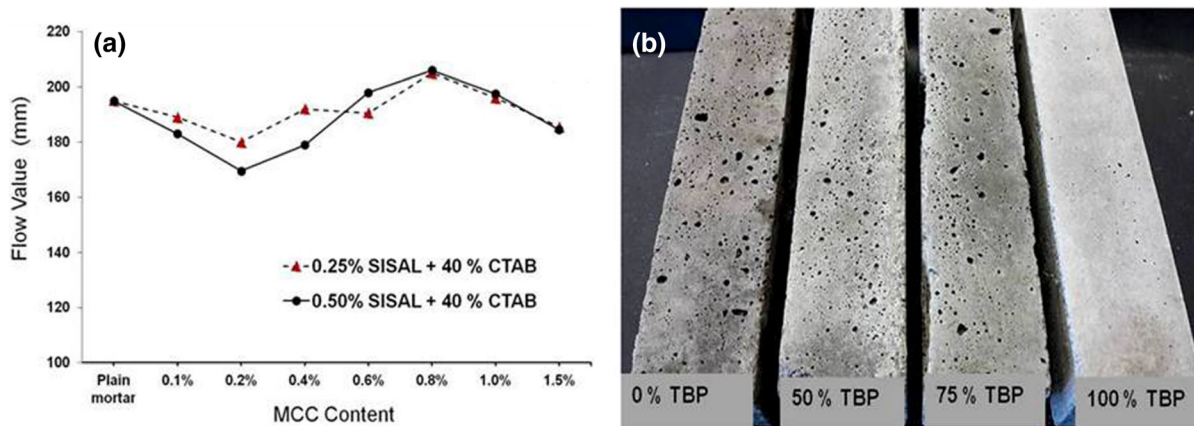 (a)
Flow Value (mm)
220
200
180
160
140
120
100
0.25% SISAL + 40 % CTAB
0.50% SISAL + 40 % CTAB
Plain
mortar
0.1%
0.2%
0.4%
0.6%
0.8%
1.0%
1.5%
MCC Content
(b)
0 % TBP
50 % TBP
75 % TBP
100 % TBP